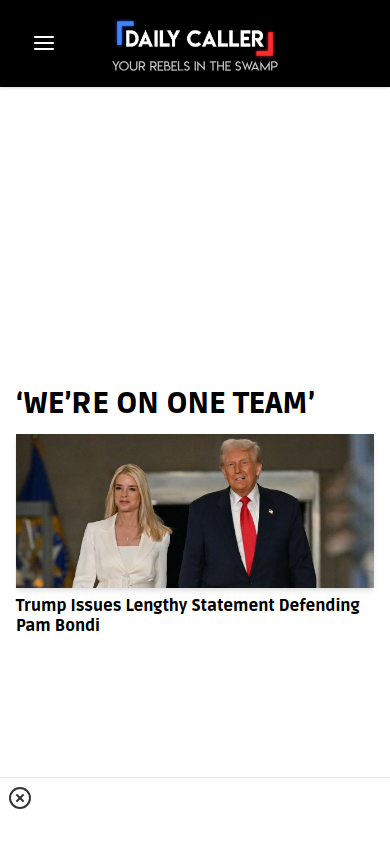 DAILY CALLER
YOUR REBELS IN THE SWAMP
‘WE’RE ON ONE TEAM’
Trump Issues Lengthy Statement Defending
Pam Bondi